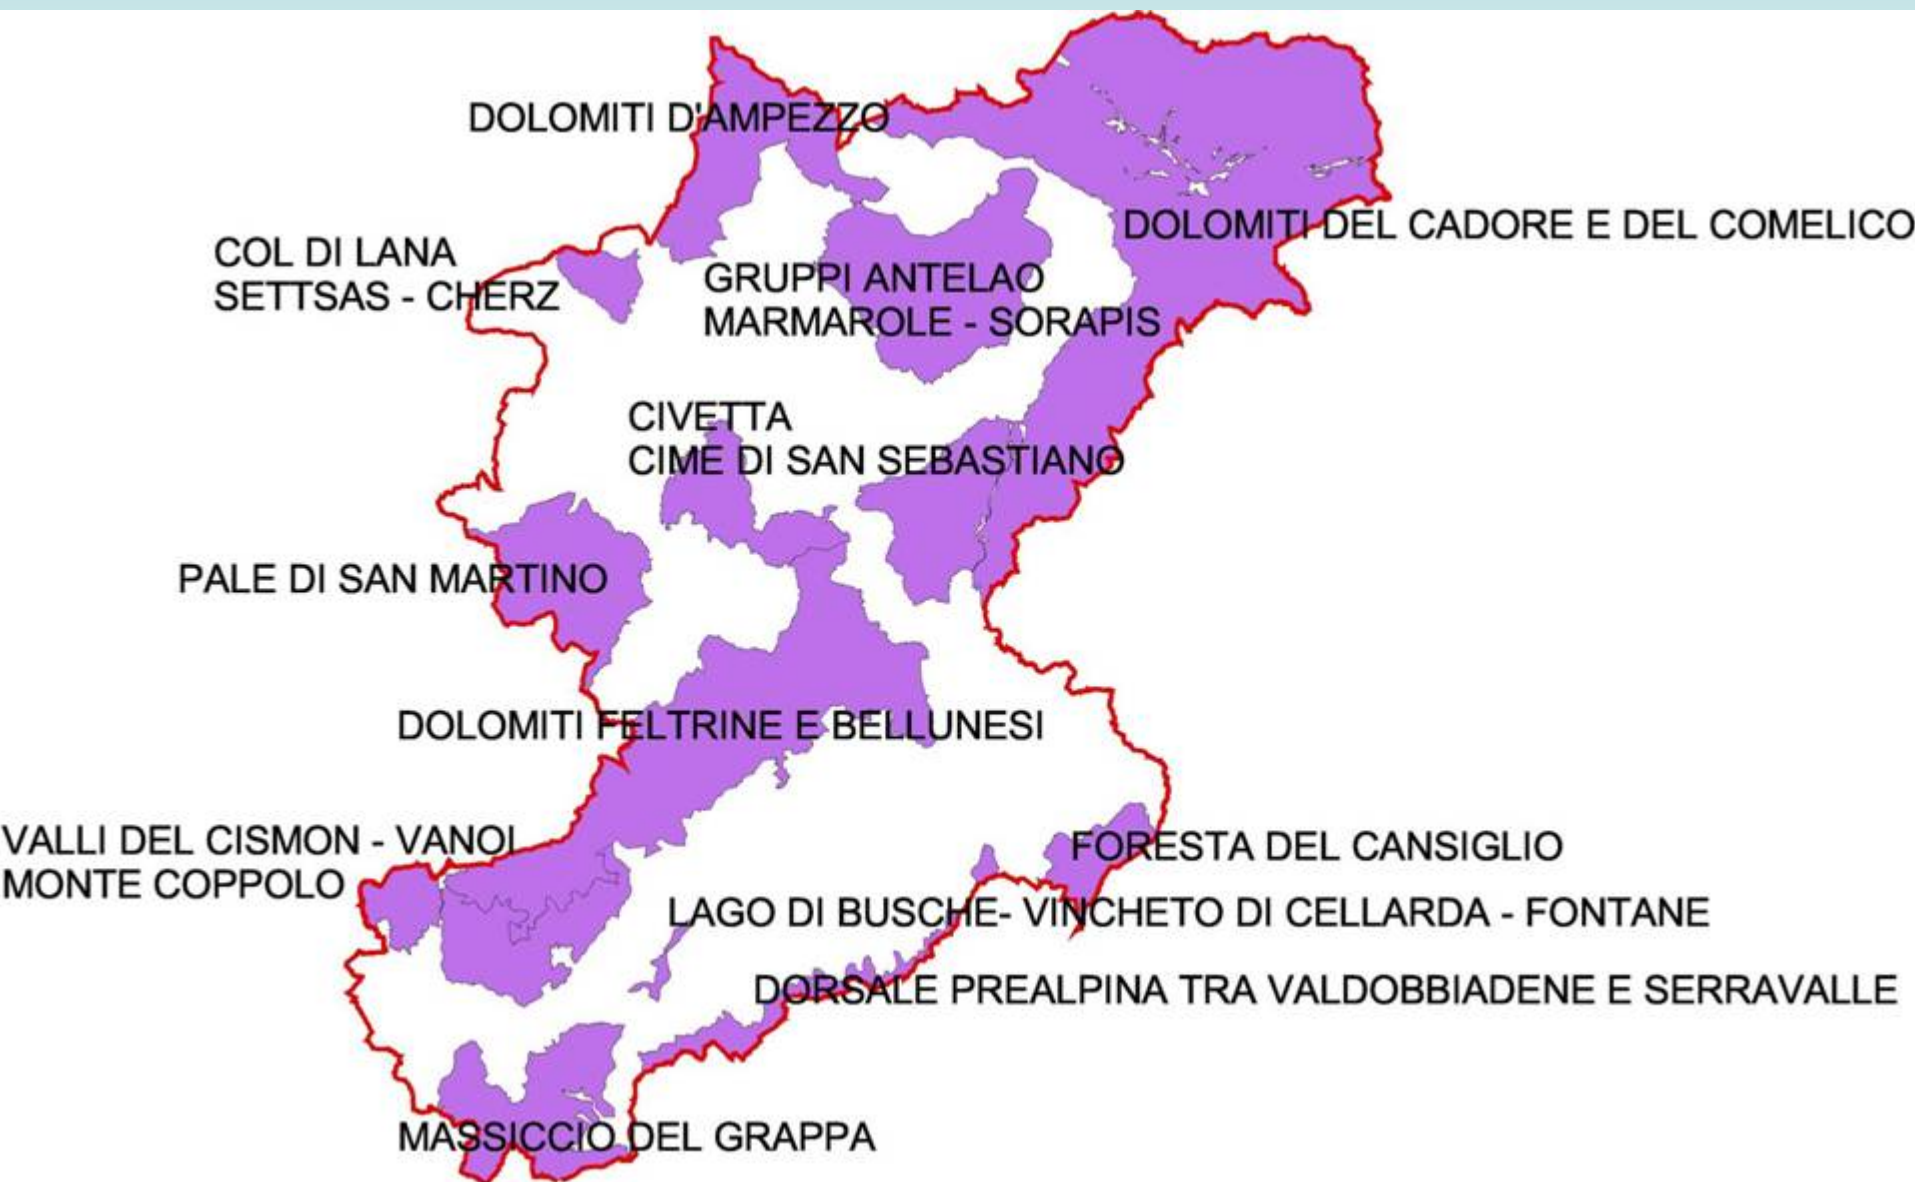 DOLOMITI D'AMPEZZO
DOLOMITI DEL CADORE E DEL COMELICO
COL DI LANA
SETTSAS - CHERZ
GRUPPI ANTELAO
MARMAROLE - SORAPIS
CIVETTA
CIME DI SAN SEBASTIANO
PALE DI SAN MARTINO
DOLOMITI FELTRINE E BELLUNESI
VALLI DEL CISMON - VANOI
MONTE COPPOLO
FORESTA DEL CANSIGLIO
LAGO DI BUSCHE- VINCHETO DI CELLARDA - FONTANE
DORSALE PREALPINA TRA VALDOBBIADENE E SERRAVALLE
MASSICCIO DEL GRAPPA